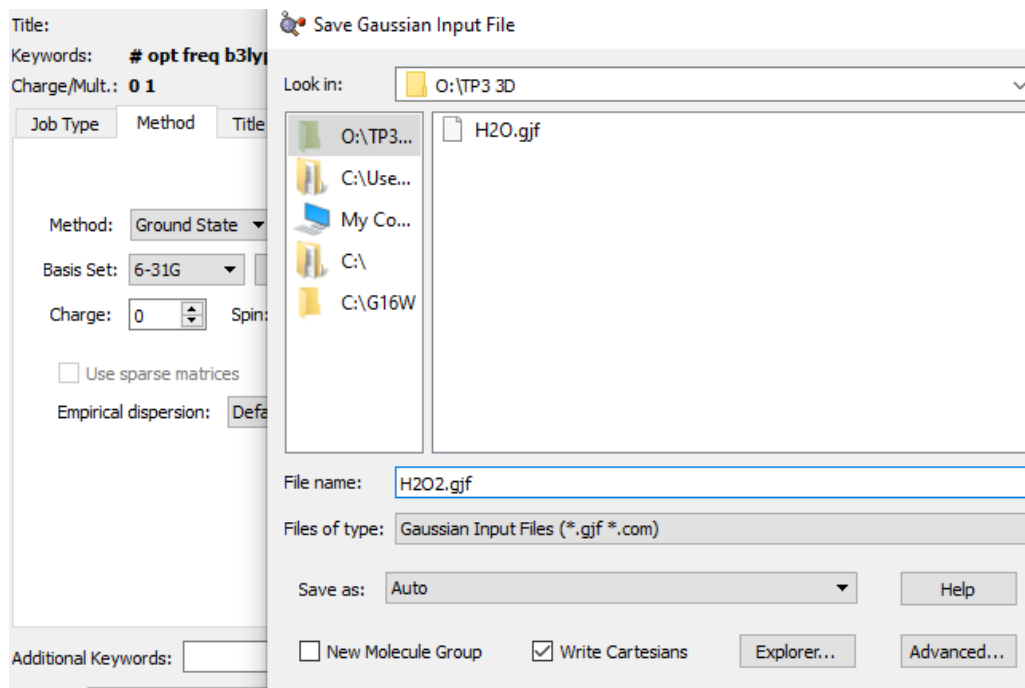 Title:
Keywords: # opt freq b3ly
Charge/Mult.: 0 1
Job Type Method Title
Method: Ground State
Basis Set: 6-31G
Charge: 0 Spin:
Use sparse matrices
Empirical dispersion: Defa
Additional Keywords:
Save Gaussian Input File
Look in: O:\TP3 3D
O:\TP3...
C:\Use...
My Co...
C:\
C:\G16W
H2O.gjf
File name: H2O2.gjf
Files of type: Gaussian Input Files (*.gjf *.com)
Save as: Auto Help
New Molecule Group Write Cartesians Explorer... Advanced...